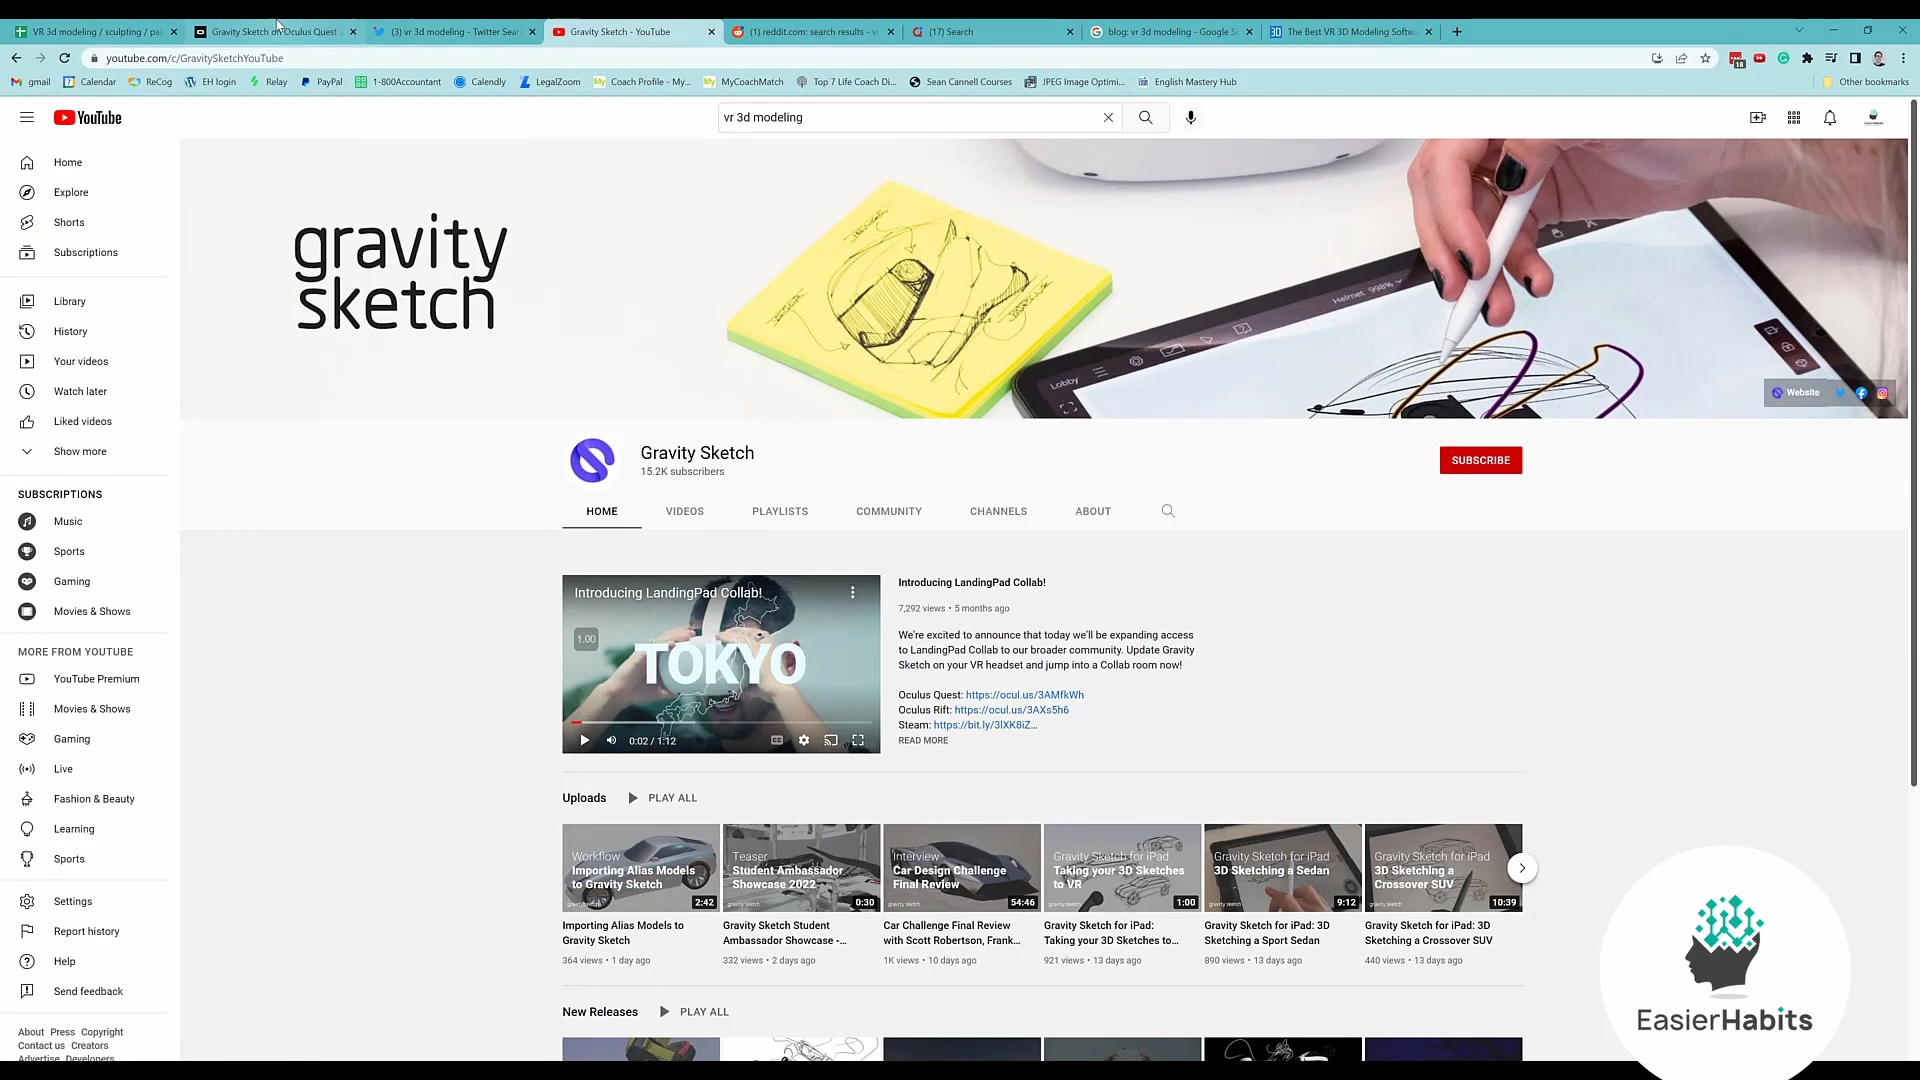 VR 3d modeling / sculpting / pai
Gravity Sketch on Oculus Quest
(3) vr 3d modeling - Twitter Sear
Gravity Sketch - YouTube
(1) reddit.com: search results - v
(17) Search
blog: vr 3d modeling - Google S
The Best VR 3D Modeling Softw
youtube.com/c/GravitySketchYouTube
gmail
Calendar
ReCog
EH login
Relay
PayPal
1-800Accountant
Calendly
LegalZoom
Coach Profile - My...
MyCoachMatch
Top 7 Life Coach Di...
Sean Cannell Courses
JPEG Image Optimi...
English Mastery Hub
Other bookmarks
YouTube
vr 3d modeling
Home
Explore
Shorts
Subscriptions
Library
History
Your videos
Watch later
Liked videos
Show more
SUBSCRIPTIONS
Music
Sports
Gaming
Movies & Shows
MORE FROM YOUTUBE
YouTube Premium
Movies & Shows
Gaming
Live
Fashion & Beauty
Learning
Sports
Settings
Report history
Help
Send feedback
About Press Copyright
Contact us Creators
Advertise Developers
gravity
sketch
Helmet 998%
Lobby
Website
Gravity Sketch
15.2K subscribers
SUBSCRIBE
HOME
VIDEOS
PLAYLISTS
COMMUNITY
CHANNELS
ABOUT
Introducing LandingPad Collab!
1.00
TOKYO
0:02 / 1:12
Introducing LandingPad Collab!
7,292 views • 5 months ago
We're excited to announce that today we'll be expanding access
to LandingPad Collab to our broader community. Update Gravity
Sketch on your VR headset and jump into a Collab room now!
Oculus Quest: https://ocul.us/3AMfkWh
Oculus Rift: https://ocul.us/3AXs5h6
Steam: https://bit.ly/3lXK8iZ...
READ MORE
Uploads
PLAY ALL
Workflow
Importing Alias Models
to Gravity Sketch
2:42
Importing Alias Models to
Gravity Sketch
364 views • 1 day ago
Teaser
Student Ambassador
Showcase 2022
0:30
Gravity Sketch Student
Ambassador Showcase -...
332 views • 2 days ago
Interview
Car Design Challenge
Final Review
54:46
Car Challenge Final Review
with Scott Robertson, Frank...
1K views • 10 days ago
Gravity Sketch for iPad
Taking your 3D Sketches
to VR
1:00
Gravity Sketch for iPad:
Taking your 3D Sketches to...
921 views • 13 days ago
Gravity Sketch for iPad
3D Sketching a Sedan
9:12
Gravity Sketch for iPad: 3D
Sketching a Sport Sedan
890 views • 13 days ago
Gravity Sketch for iPad
3D Sketching a
Crossover SUV
10:39
Gravity Sketch for iPad: 3D
Sketching a Crossover SUV
440 views • 13 days ago
New Releases
PLAY ALL
EasierHabits